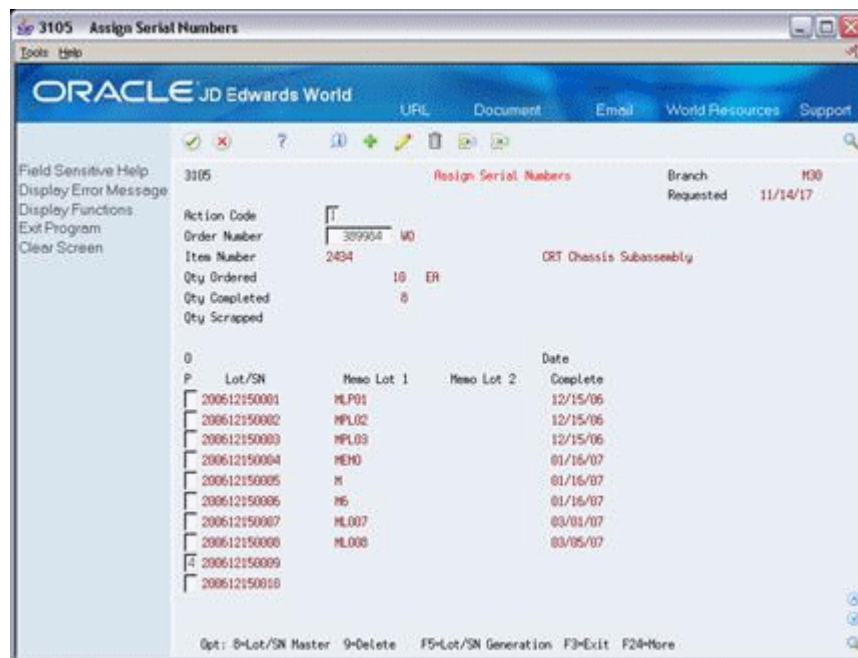 3105 Assign Serial Numbers
Tools Help
ORACLE JD Edwards World
URL Document Email World Resources Support
Field Sensitive Help
Display Error Message
Display Functions
Exit Program
Clear Screen
3105 Assign Serial Numbers Branch M30
Requested 11/14/17
Action Code I
Order Number 389984 WO
Item Number 2434 CRT Chassis Subassembly
Qty Ordered 10 EA
Qty Completed 8
Qty Scrapped
O Date
P Lot/SN Memo Lot 1 Memo Lot 2 Complete
200612150001 MLP01 12/15/06
200612150002 MPL02 12/15/06
200612150003 MPL03 12/15/06
200612150004 MEMO 01/16/07
200612150005 M 01/16/07
200612150006 M6 01/16/07
200612150007 ML007 03/01/07
200612150008 ML008 03/05/07
4 200612150009
200612150010
Opt: 8=Lot/SN Master 9=Delete F5=Lot/SN Generation F3=Exit F24=More